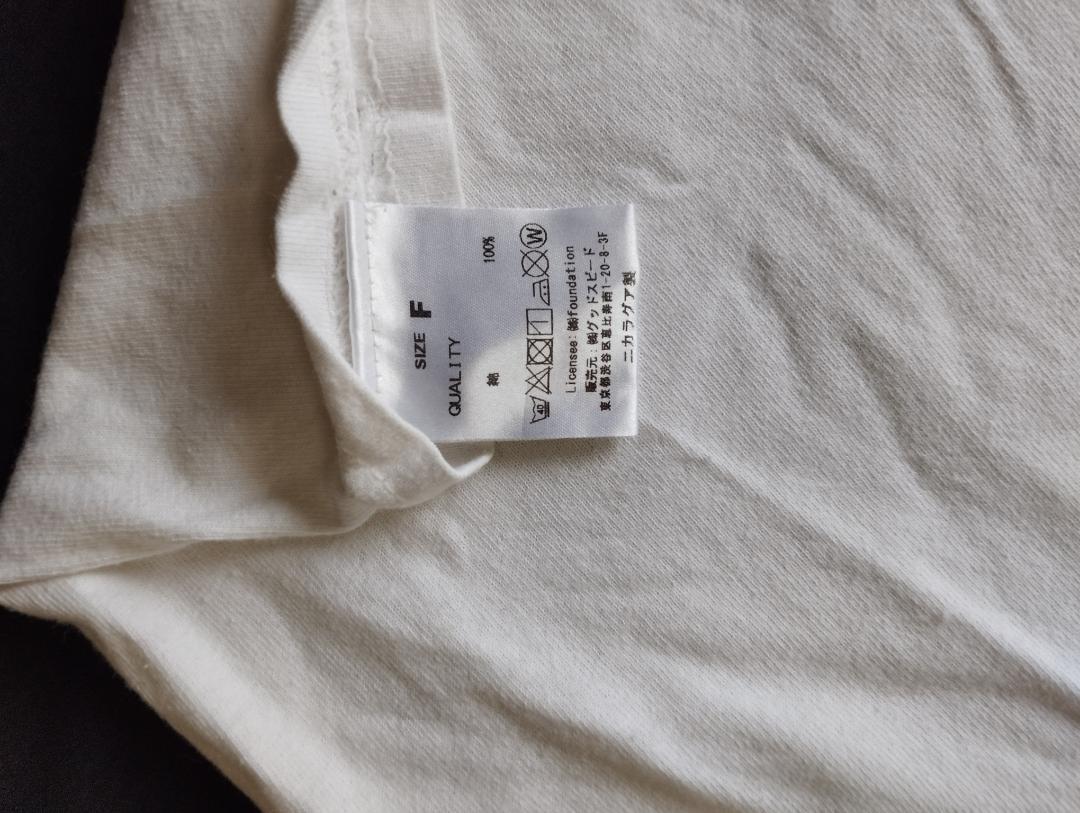 SIZE F
QUALITY
綿 100%
40 W
Licensee:㈱foundation
販売元:㈱グッドスピード
東京都渋谷区恵比寿南1-20-8-3F
ニカラグア製